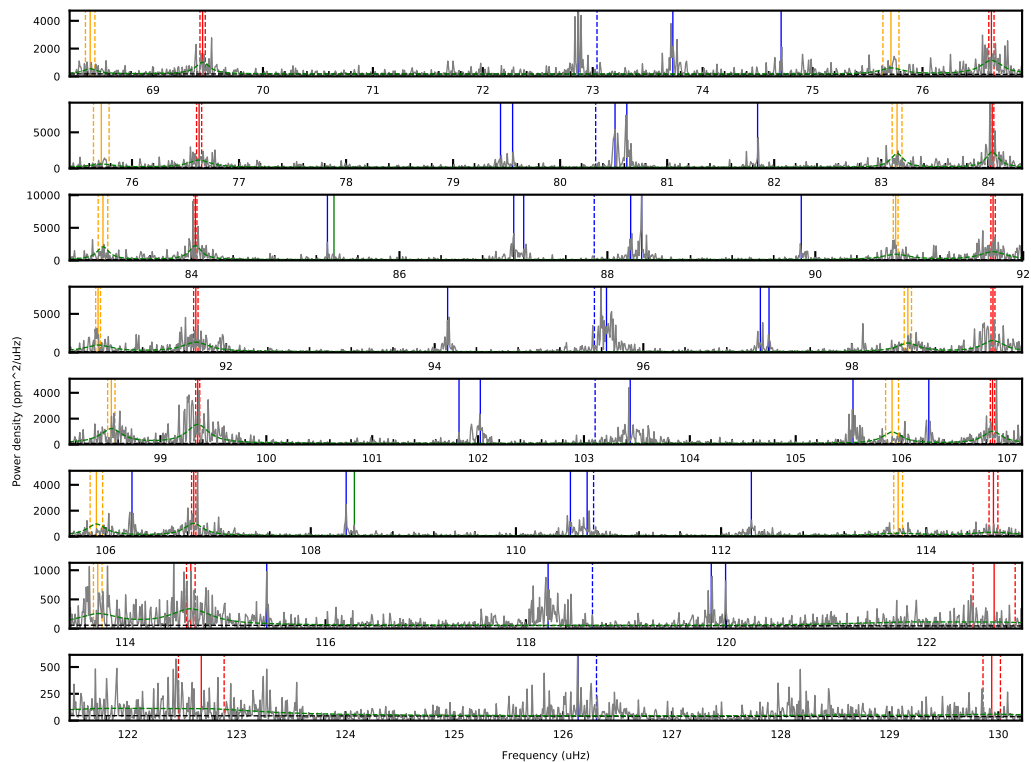 4000
2000
0
69 70 71 72 73 74 75 76
5000
0
76 77 78 79 80 81 82 83 84
10000
5000
0
84 86 88 90 92
5000
0
92 94 96 98
4000
2000
0
99 100 101 102 103 104 105 106 107
4000
2000
0
106 108 110 112 114
1000
500
0
114 116 118 120 122
500
250
0
122 123 124 125 126 127 128 129 130
Power density (ppm^2/uHz)
Frequency (uHz)